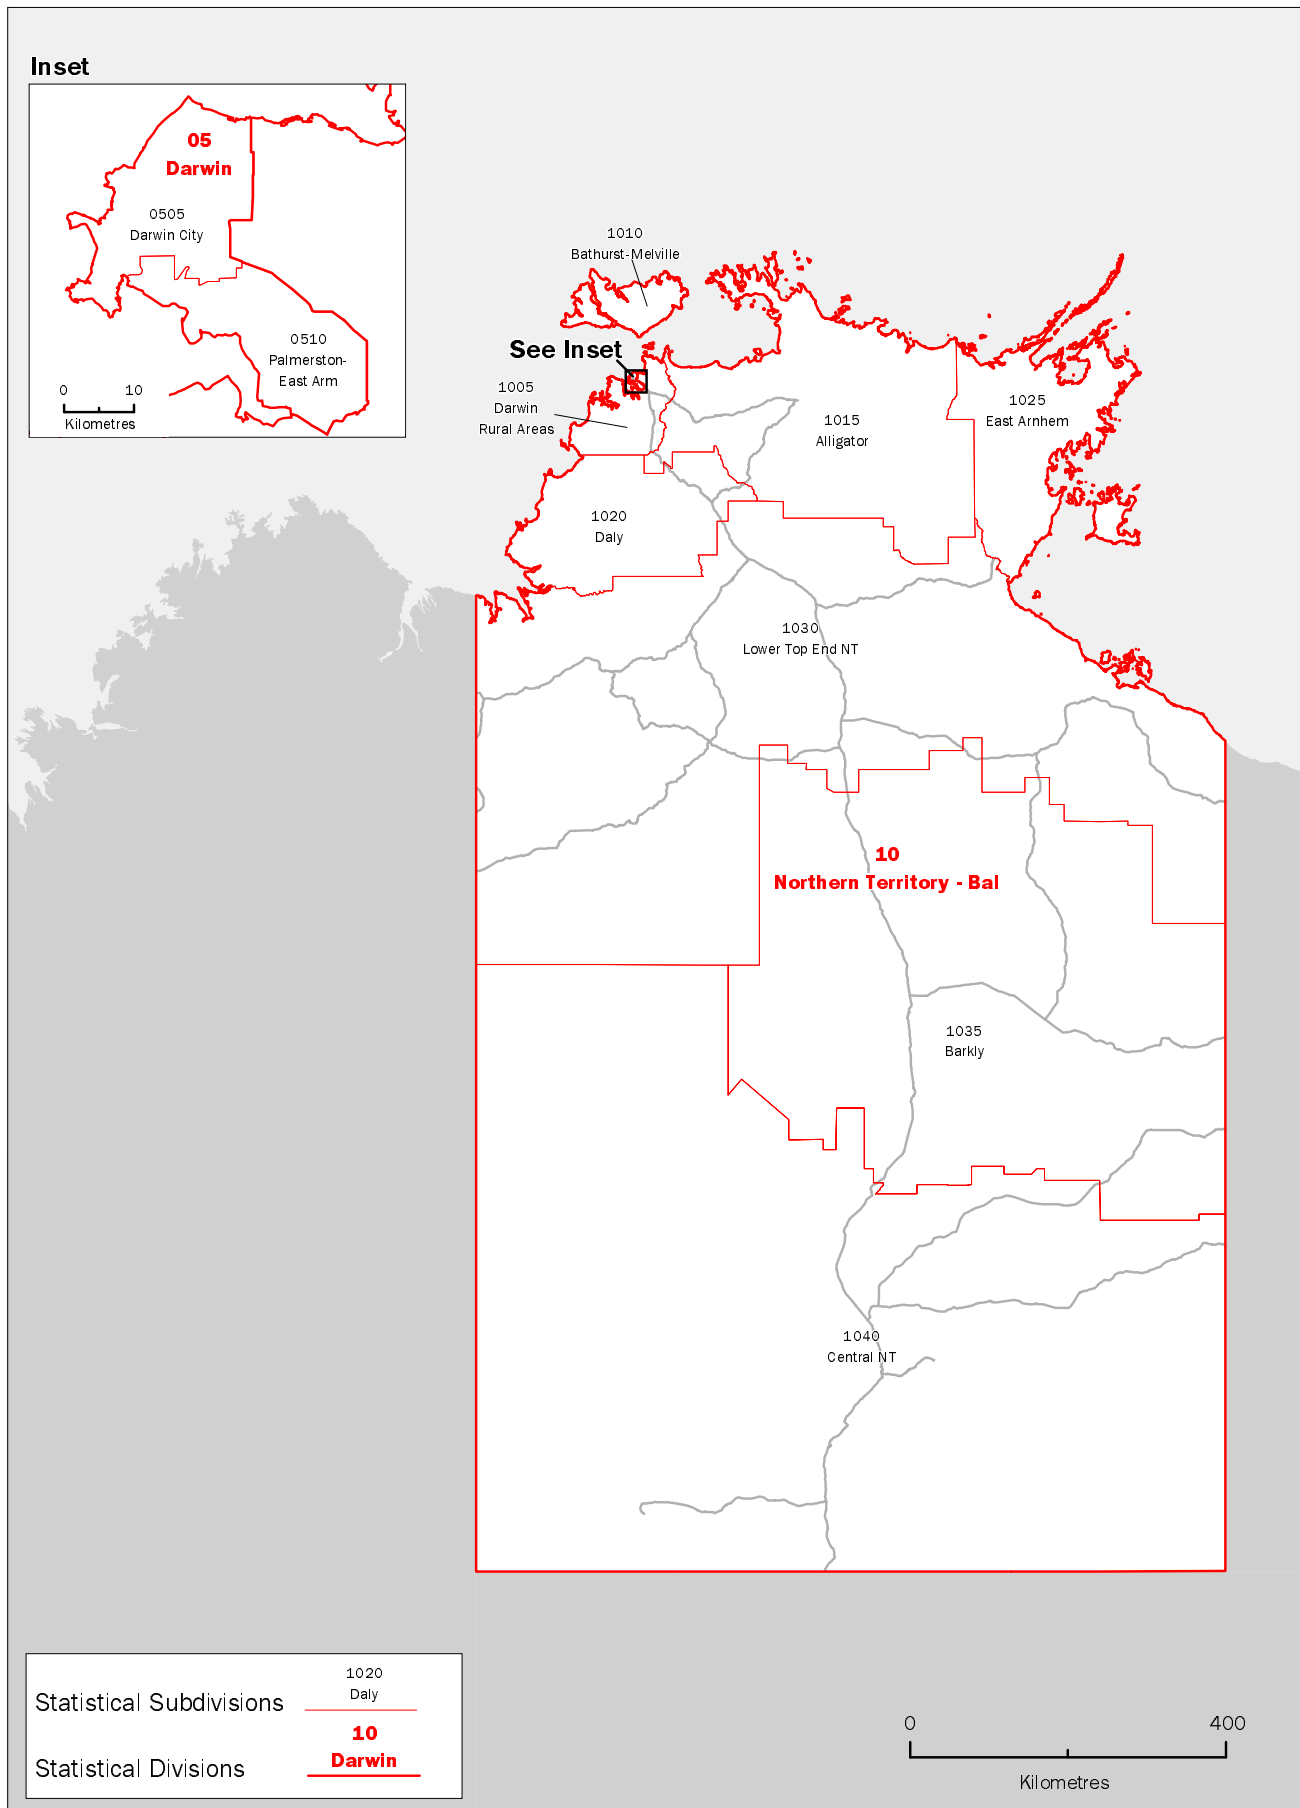 Inset
05
Darwin
0505
Darwin City
0510
Palmerston-
East Arm
0 10
Kilometres
1010
Bathurst-Melville
See Inset
1005
Darwin
Rural Areas
1015
Alligator
1025
East Arnhem
1020
Daly
1030
Lower Top End NT
10
Northern Territory - Bal
1035
Barkly
1040
Central NT
Statistical Subdivisions
1020
Daly
Statistical Divisions
10
Darwin
0 400
Kilometres